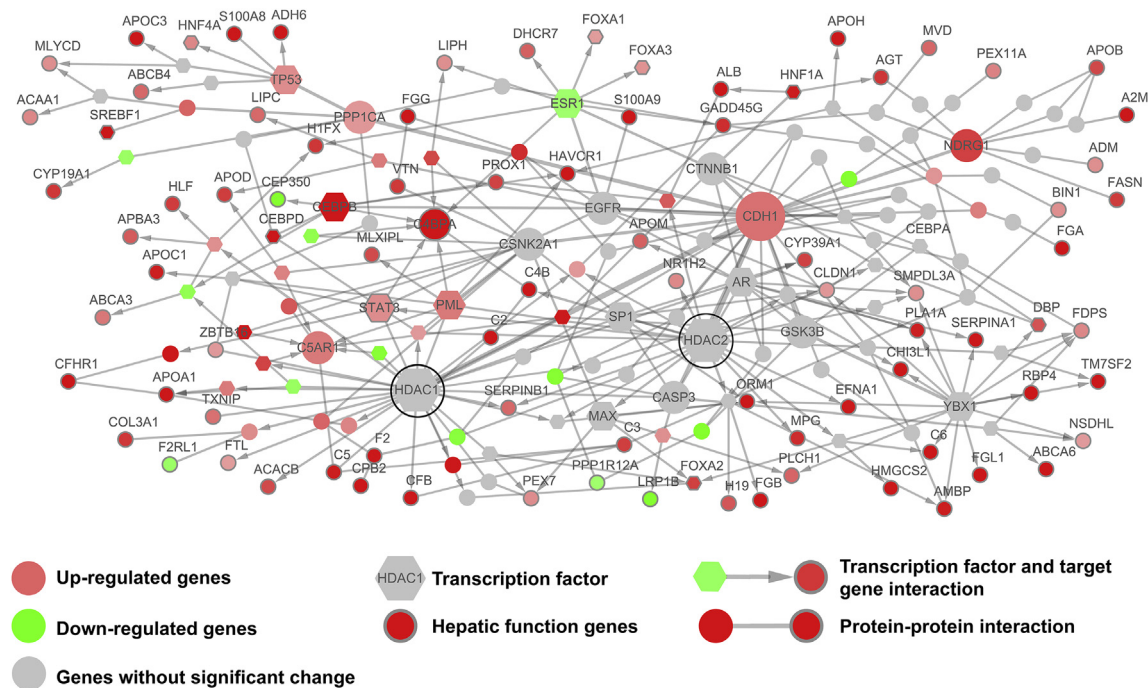 APOC3
HNF4A
S100A8
ADH6
MLYCD
ABCB4
TP53
ACAA1
SREBF1
LIPC
PPP1CA
FGG
LIPH
DHCR7
FOXA1
FOXA3
ESR1
S100A9
ALB
GADD45G
APOH
HNF1A
AGT
MVD
PEX11A
APOB
A2M
NDRG1
ADM
FASN
BIN1
FGA
CYP19A1
H1FX
VTN
PROX1
HAVCR1
CTNNB1
EGFR
CDH1
HLF
APOD
CEP350
CEBPB
CEBPD
MLXIPL
APBA3
APOC1
ABCA3
CSNK2A1
APOM
NR1H2
AR
CYP39A1
CLDN1
CEBPA
SMPDL3A
PLA1A
SERPINA1
DBP
FDPS
C4B
C2
STAT3
PML
SP1
HDAC2
GSK3B
CHI3L1
RBP4
TM7SF2
C5AR1
CFHR1
APOA1
HDAC1
SERPINB1
CASP3
MAX
ORM1
EFNA1
YBX1
COL3A1
TXNIP
F2RL1
FTL
ACACB
C5
F2
CPB2
CFB
C3
PEX7
PPP1R12A
LRP1B
FOXA2
H19
FGB
MPG
PLCH1
HMGCS2
C6
AMBP
FGL1
ABCA6
NSDHL
Up-regulated genes
HDAC1
Transcription factor
Transcription factor and target
gene interaction
Down-regulated genes
Hepatic function genes
Protein-protein interaction
Genes without significant change